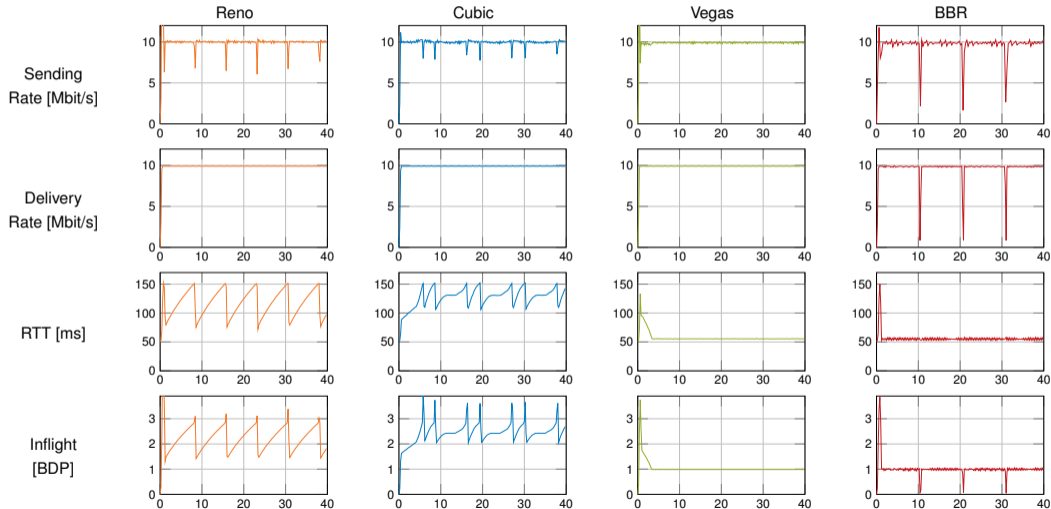 Reno Cubic Vegas BBR
Sending
Rate [Mbit/s]
10 10 10 10
5 5 5 5
0 0 0 0
0 10 20 30 40 0 10 20 30 40 0 10 20 30 40 0 10 20 30 40
Delivery
Rate [Mbit/s]
10 10 10 10
5 5 5 5
0 0 0 0
0 10 20 30 40 0 10 20 30 40 0 10 20 30 40 0 10 20 30 40
RTT [ms]
150 150 150 150
100 100 100 100
50 50 50 50
0 0 0 0
0 10 20 30 40 0 10 20 30 40 0 10 20 30 40 0 10 20 30 40
Inflight
[BDP]
3 3 3 3
2 2 2 2
1 1 1 1
0 0 0 0
0 10 20 30 40 0 10 20 30 40 0 10 20 30 40 0 10 20 30 40